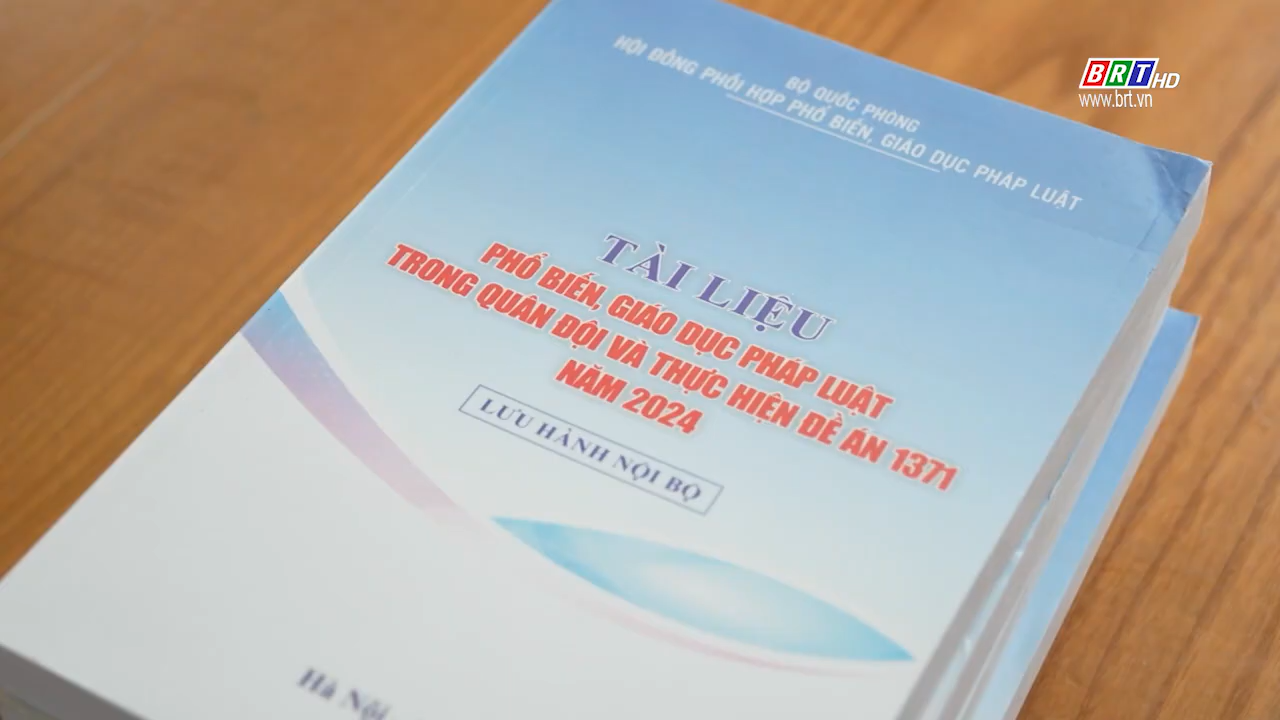 BRT HD
www.brt.vn
BỘ QUỐC PHÒNG
HỘI ĐỒNG PHỐI HỢP PHỔ BIẾN, GIÁO DỤC PHÁP LUẬT
TÀI LIỆU
PHỔ BIẾN, GIÁO DỤC PHÁP LUẬT
TRONG QUÂN ĐỘI VÀ THỰC HIỆN ĐỀ ÁN 1371
NĂM 2024
LƯU HÀNH NỘI BỘ
Hà Nội